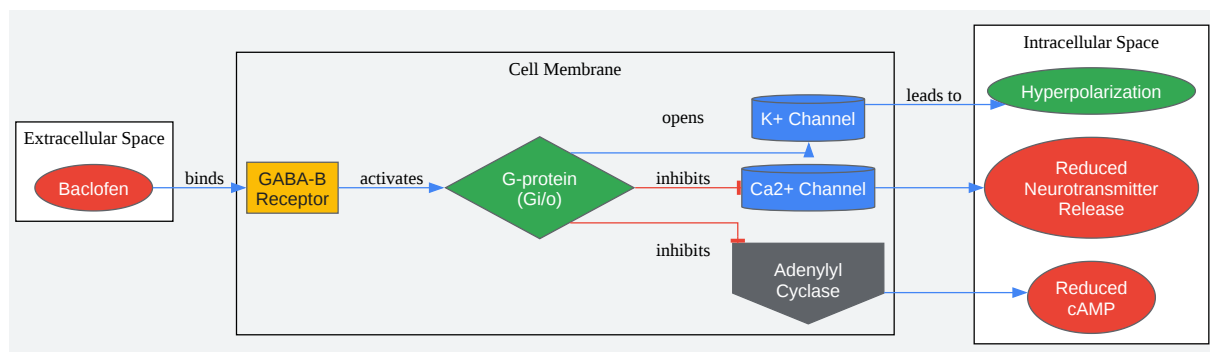 Extracellular Space
Baclofen
binds
Cell Membrane
GABA-B
Receptor
activates
G-protein
(Gi/o)
opens
K+ Channel
inhibits
Ca2+ Channel
inhibits
Adenylyl
Cyclase
leads to
Intracellular Space
Hyperpolarization
Reduced
Neurotransmitter
Release
Reduced
cAMP